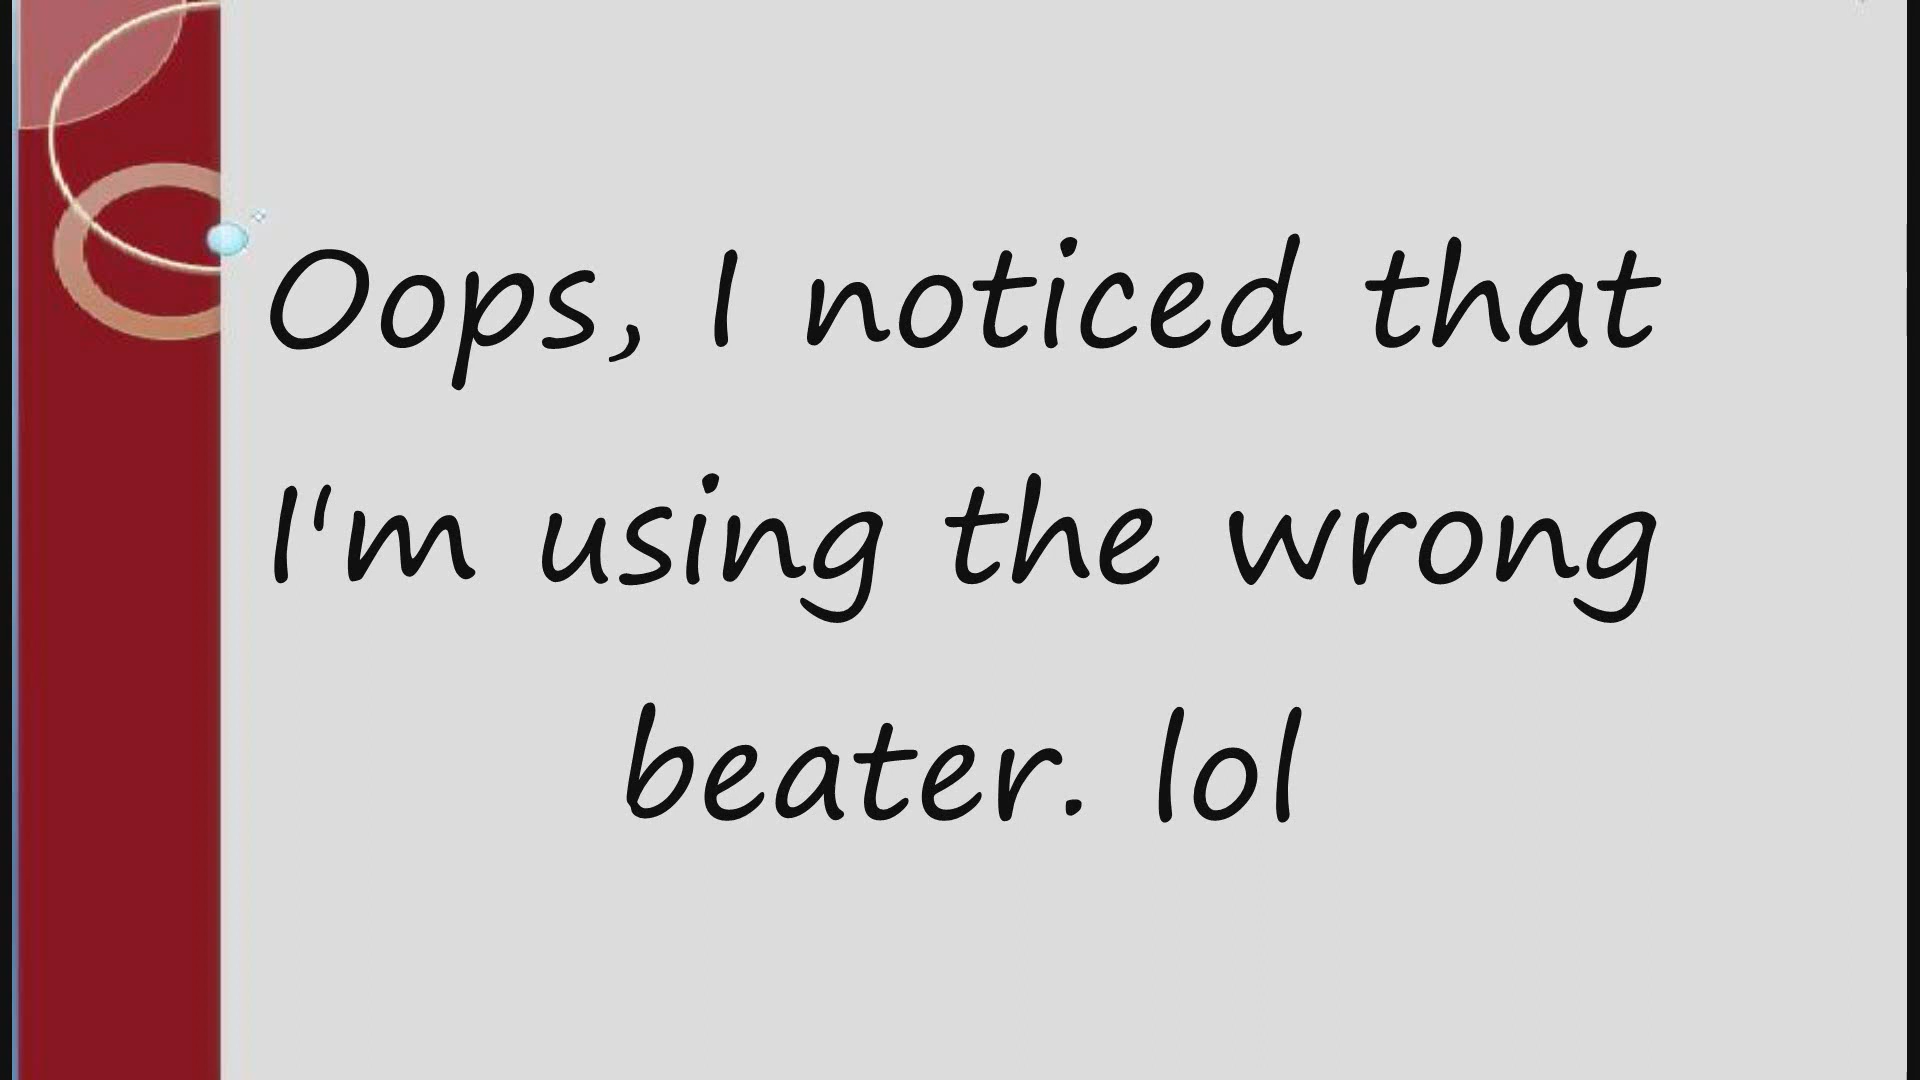 Oops, I noticed that
I'm using the wrong
beater. lol